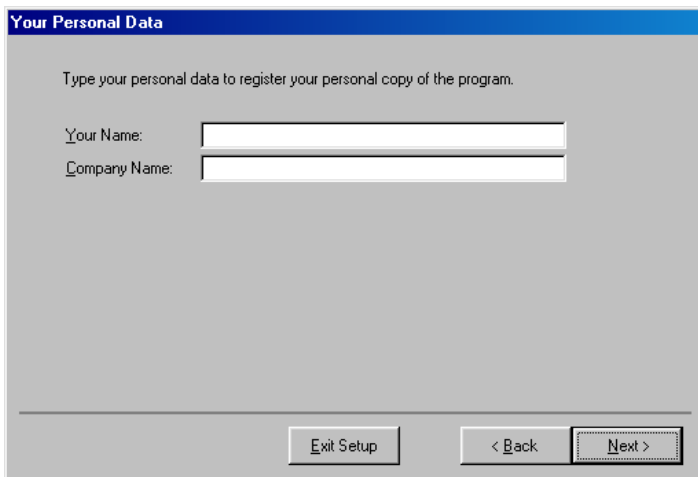 Your Personal Data
Type your personal data to register your personal copy of the program.
Your Name:
Company Name:
Exit Setup
< Back
Next >